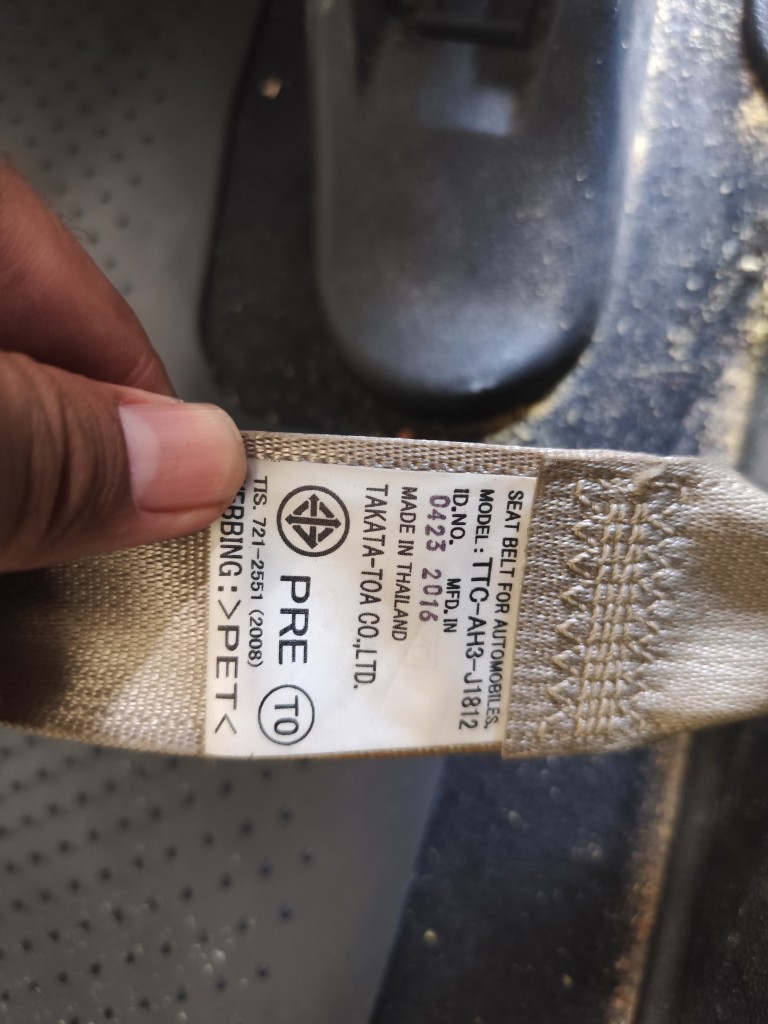 SEAT BELT FOR AUTOMOBILES,
MODEL: TTC-AH3-J1812
ID.NO. MFD. IN
0423 2016
MADE IN THAILAND
TAKATA-TOA CO.,LTD.
PRE TO
TIS. 721-2551 (2008)
>PET<